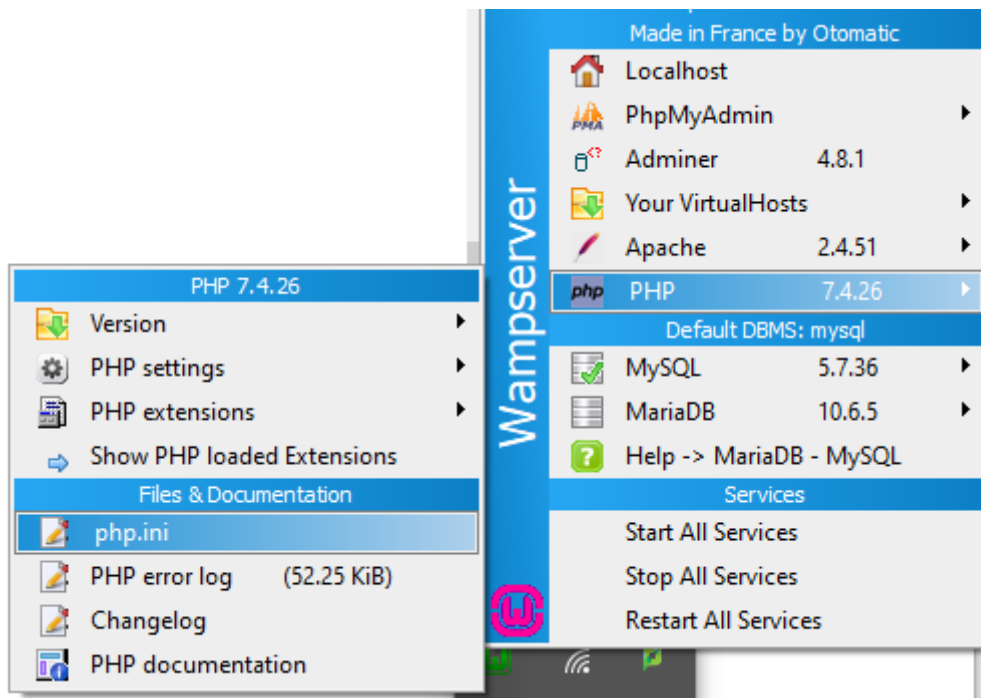 Made in France by Otomatic
Localhost
PMA PhpMyAdmin
Adminer 4.8.1
Your VirtualHosts
Apache 2.4.51
php PHP 7.4.26
Default DBMS: mysql
MySQL 5.7.36
MariaDB 10.6.5
? Help -> MariaDB - MySQL
Services
Start All Services
Stop All Services
Restart All Services
Wampserver
PHP 7.4.26
Version
PHP settings
PHP extensions
Show PHP loaded Extensions
Files & Documentation
php.ini
PHP error log (52.25 KiB)
Changelog
PHP documentation